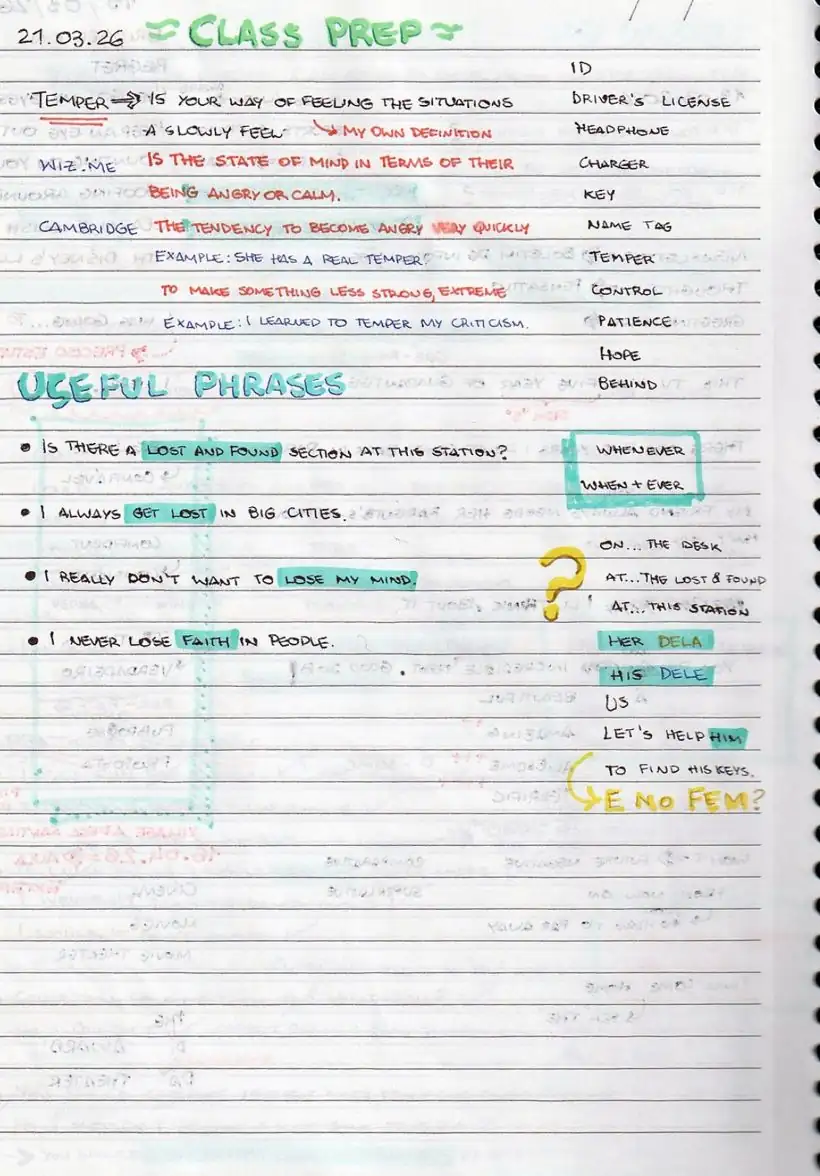 21.03.26 ≈ CLASS PREP ≈
"TEMPER ⇒ IS YOUR WAY OF FEELING THE SITUATIONS
A SLOWLY FEEL ↘ MY OWN DEFINITION
WIZ.ME IS THE STATE OF MIND IN TERMS OF THEIR
BEING ANGRY OR CALM.
CAMBRIDGE THE TENDENCY TO BECOME ANGRY VERY QUICKLY
EXAMPLE: SHE HAS A REAL TEMPER.
TO MAKE SOMETHING LESS STRONG, EXTREME
EXAMPLE: I LEARNED TO TEMPER MY CRITICISM.
USEFUL PHRASES
• IS THERE A LOST AND FOUND SECTION AT THIS STATION?
• I ALWAYS GET LOST IN BIG CITIES.
• I REALLY DON'T WANT TO LOSE MY MIND.
• I NEVER LOSE FAITH IN PEOPLE.
ID
DRIVER'S LICENSE
HEADPHONE
CHARGER
KEY
NAME TAG
TEMPER
CONTROL
PATIENCE
HOPE
BEHIND
WHENEVER
WHEN + EVER
? ON... THE DESK
AT...THE LOST & FOUND
AT...THIS STATION
HER DELA
HIS DELE
US
LET'S HELP HIM
TO FIND HIS KEYS.
E NO FEM?